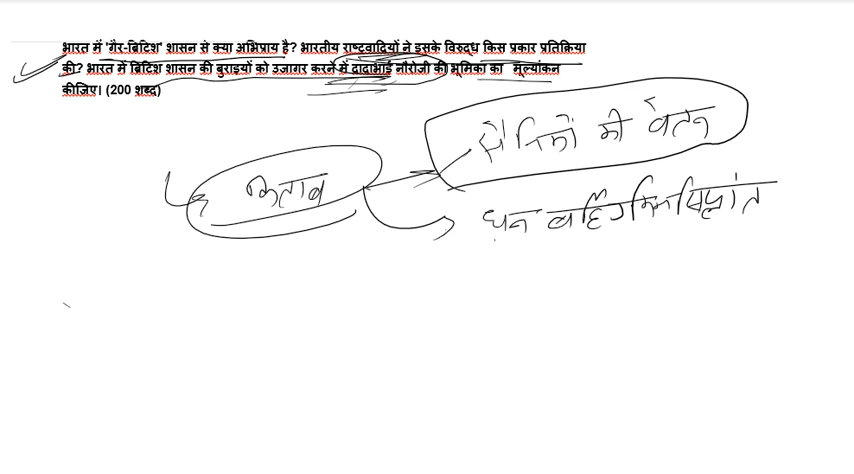 भारत में 'गैर-ब्रिटिश' शासन से क्या अभिप्राय है? भारतीय राष्टवादियों ने इसके विरुद्ध किस प्रकार प्रतिक्रिया
की? भारत में ब्रिटिश शासन की बुराइयों को उजागर करने में दादाभाई नौरोजी की भूमिका का मूल्यांकन
कीजिए। (200 शब्द)
सैनिकों को वेतन
किताब
धन बहिर्गमन सिद्धांत